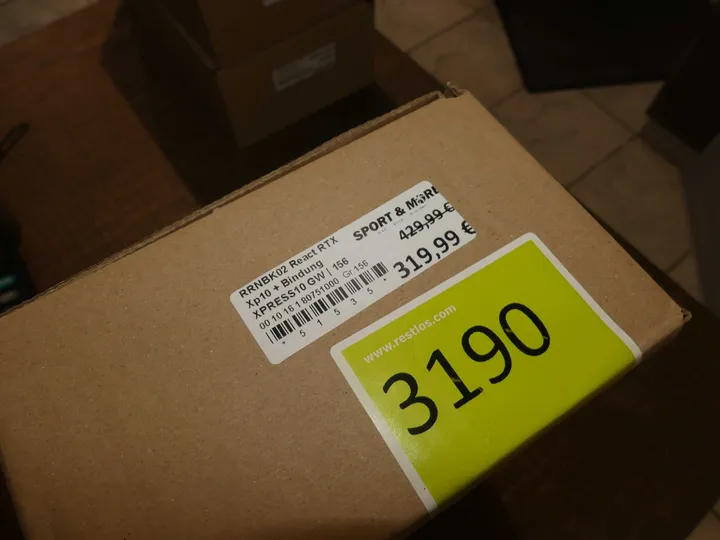 SPORT & MORE
RRNBK02 React RTX
Xp10 + Bindung
XPRESS10 GW | 156
00 10 16 1 80751000 Gr 156
* 5 1 5 3 5 *
429,99 €
319,99 €
www.restlos.com
3190